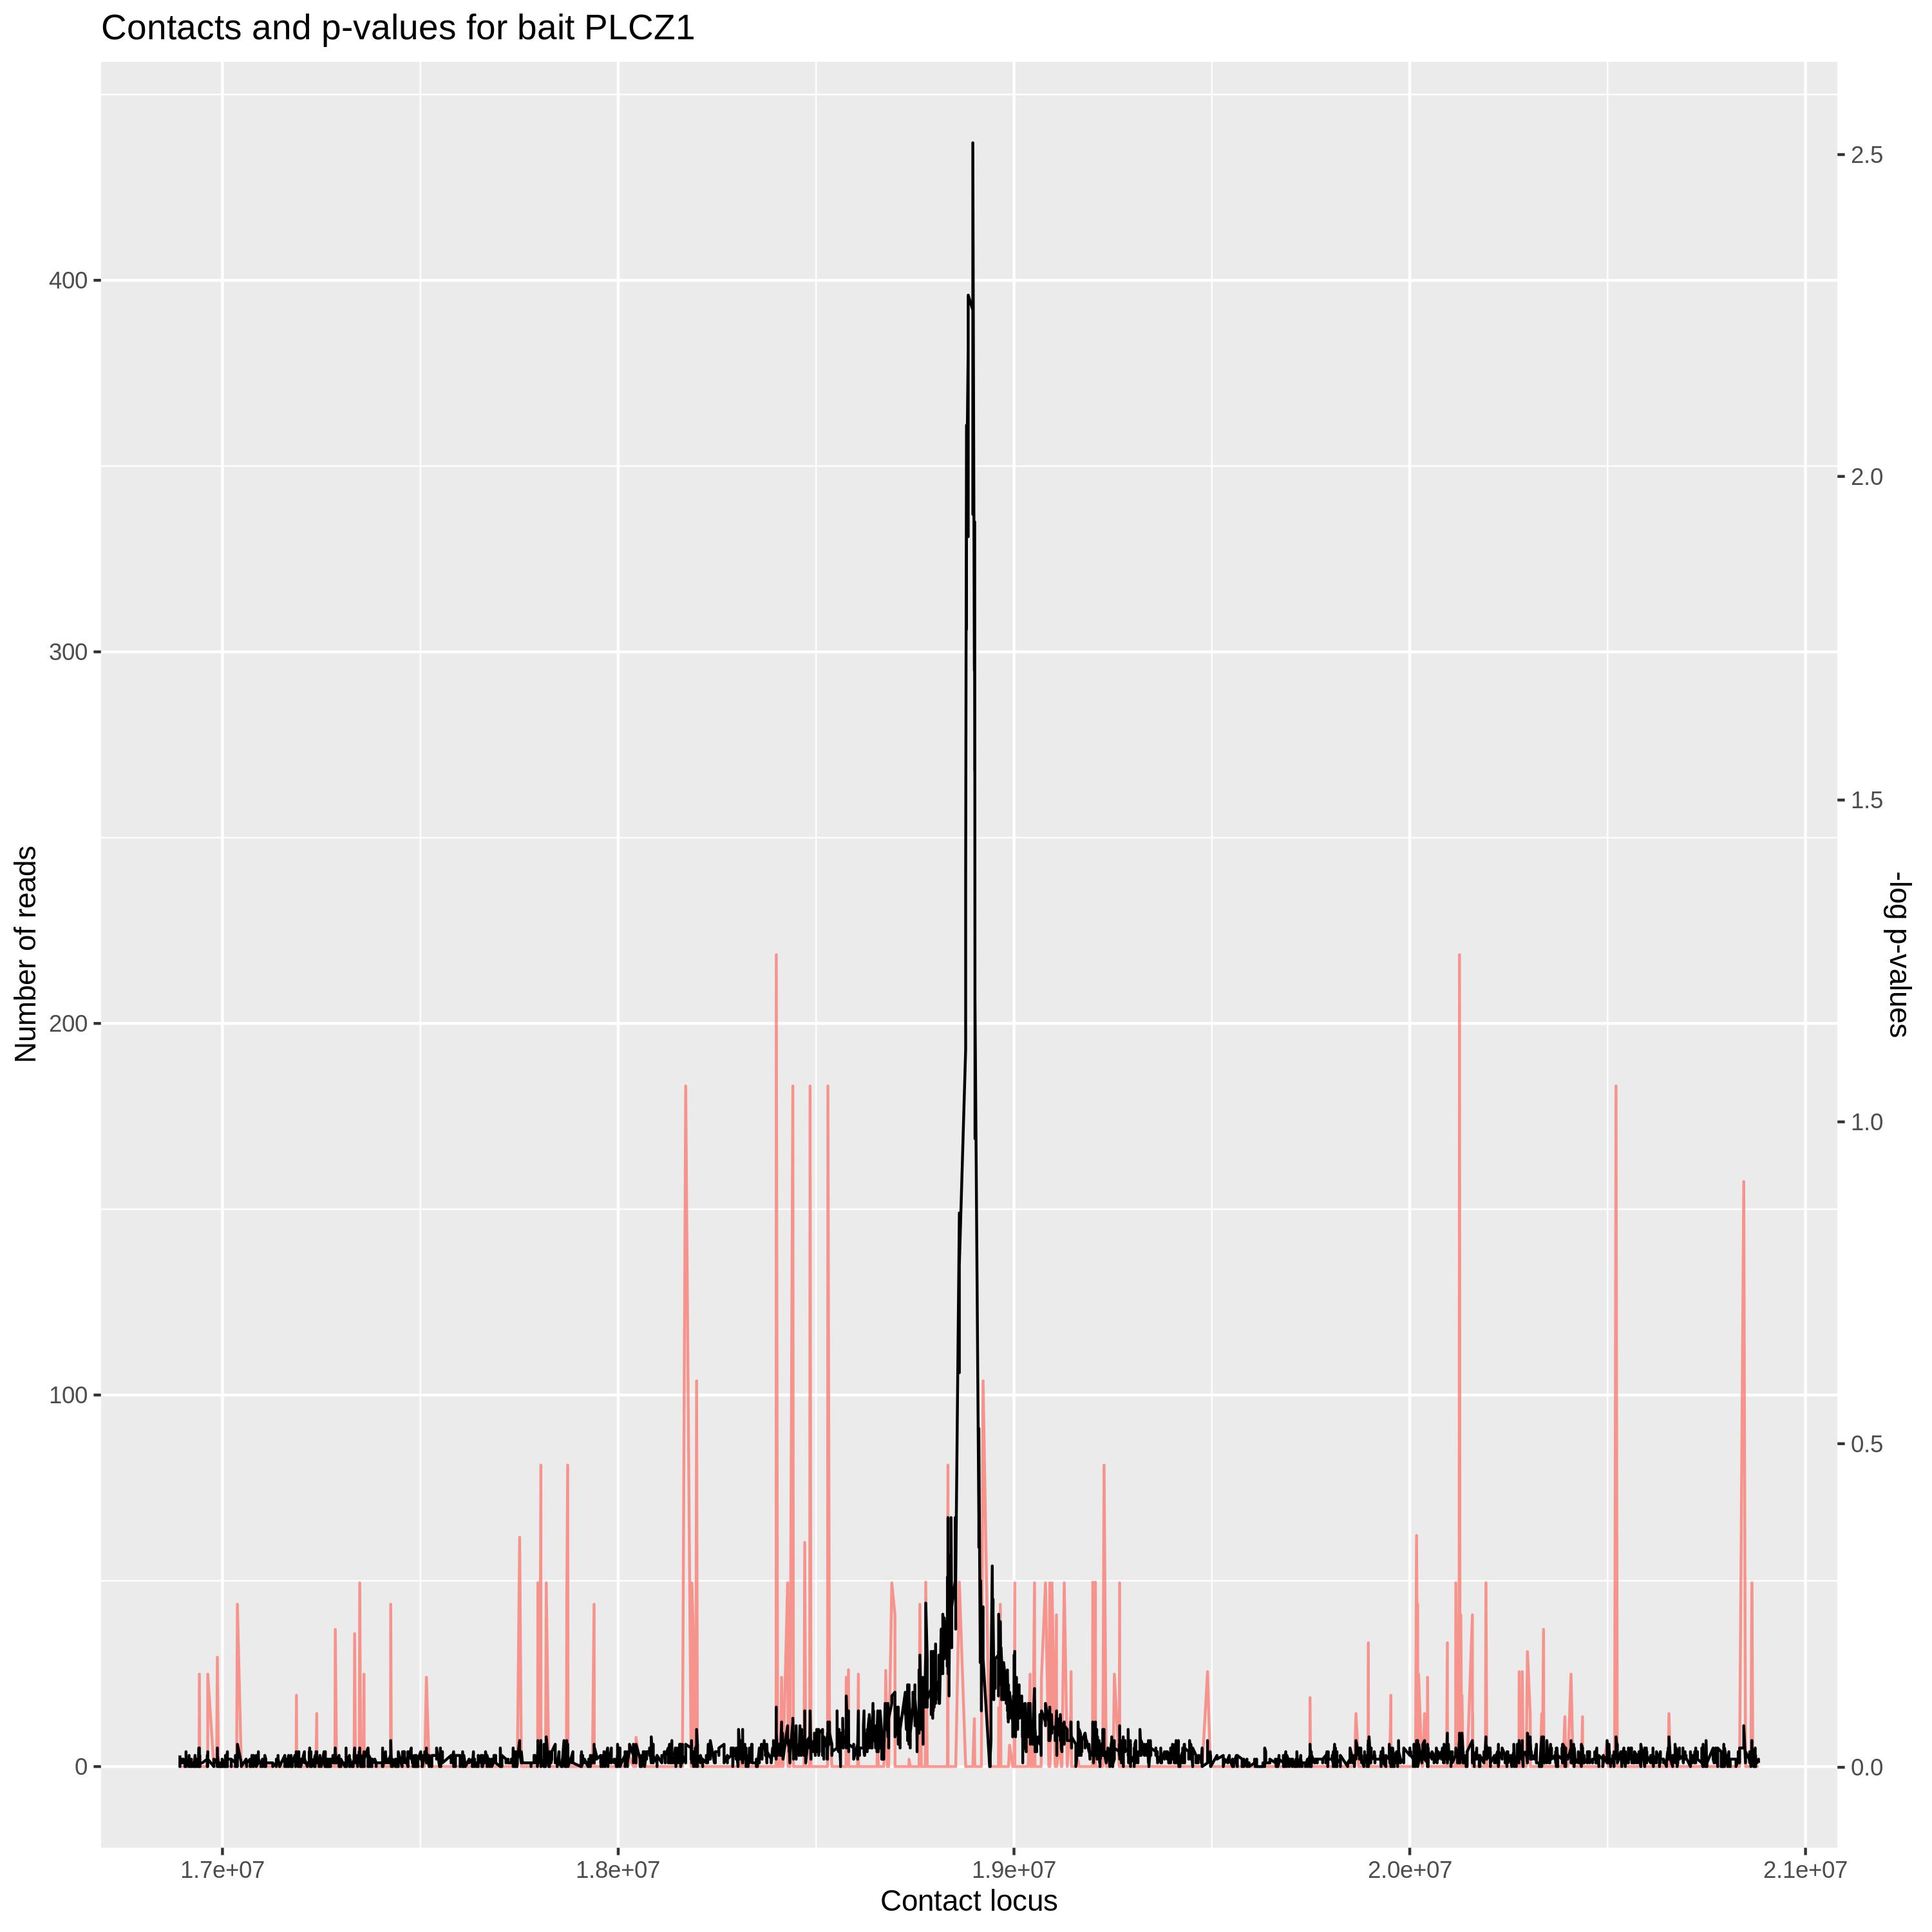 Contacts and p-values for bait PLCZ1
Number of reads
400
300
200
100
0
2.5
2.0
1.5
1.0
0.5
0.0
-log p-values
1.7e+07
1.8e+07
1.9e+07
2.0e+07
2.1e+07
Contact locus